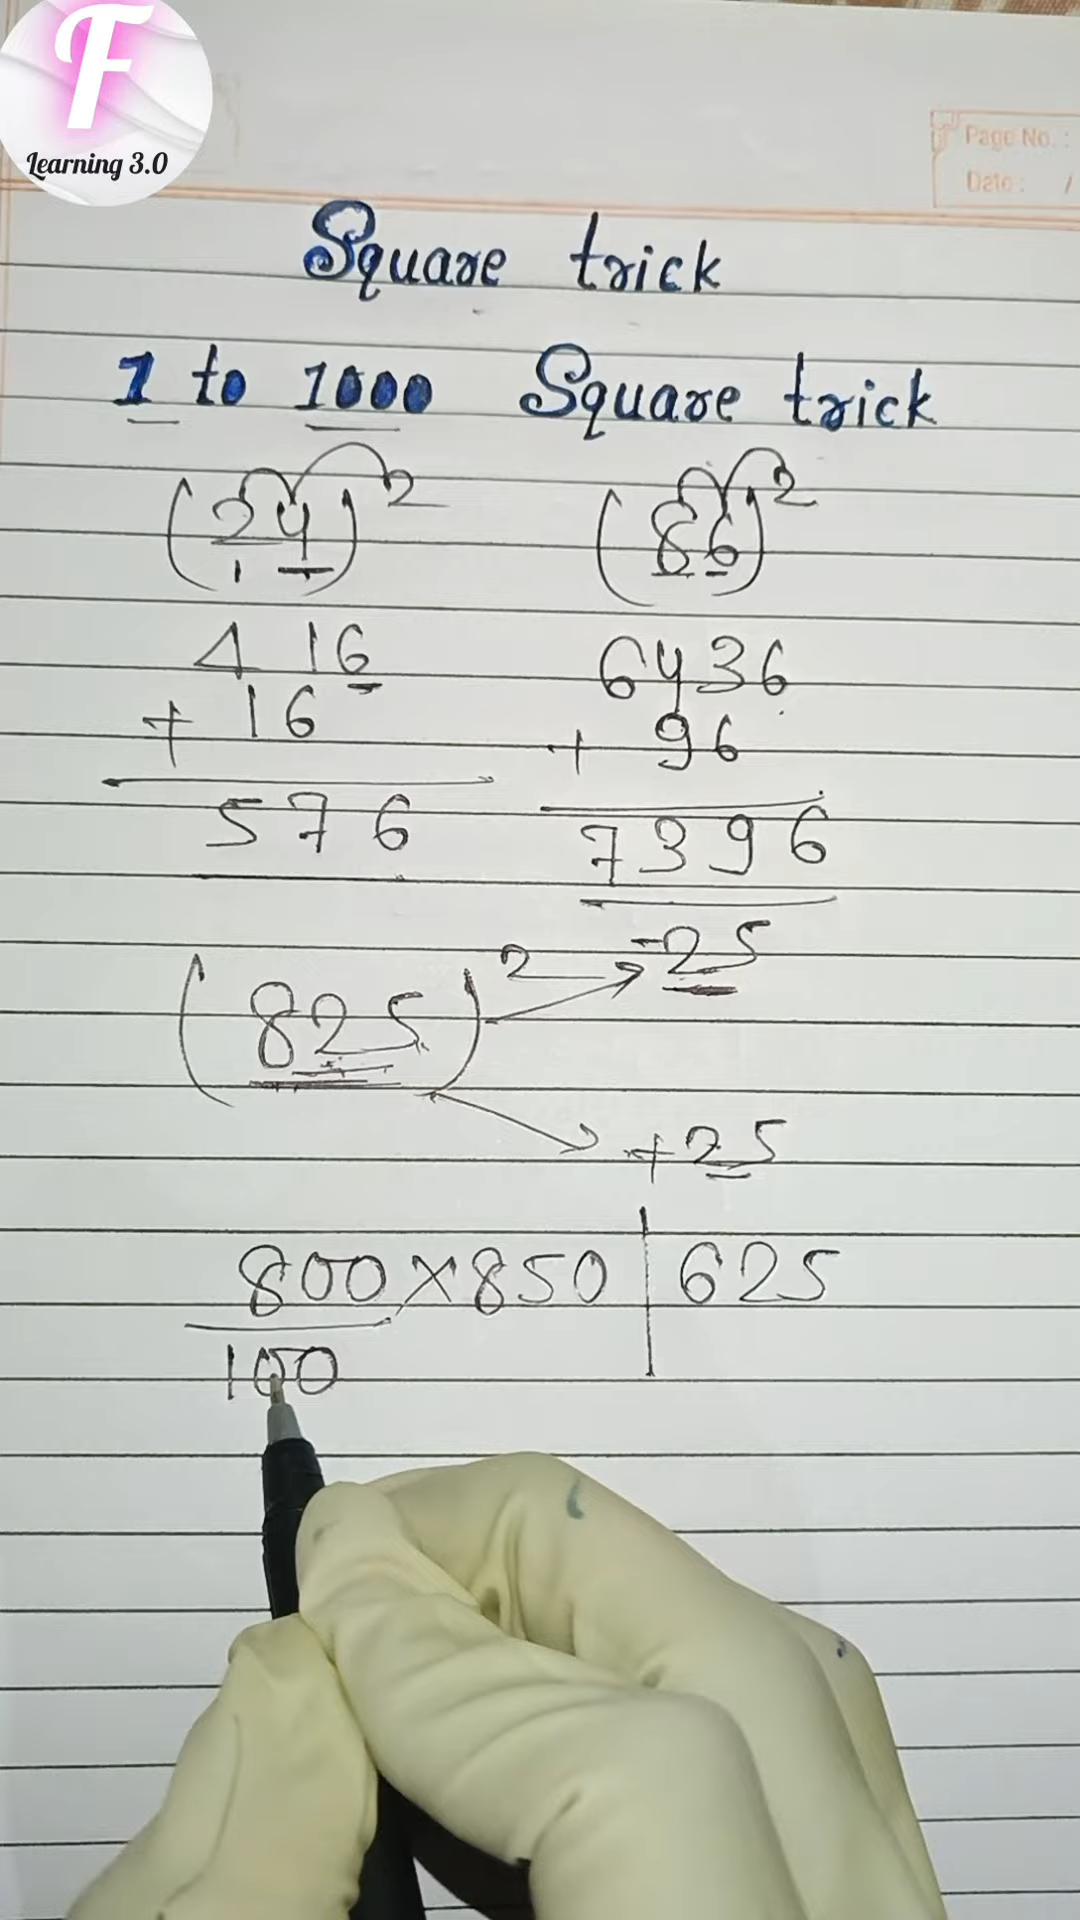 F
Learning 3.0
Page No. :
Date : /
Square trick
1 to 1000 Square trick
(24)² (86)²
4 16 6436
+ 16 + 96
576 7396
-25
(825)²
+25
800×850 | 625
100